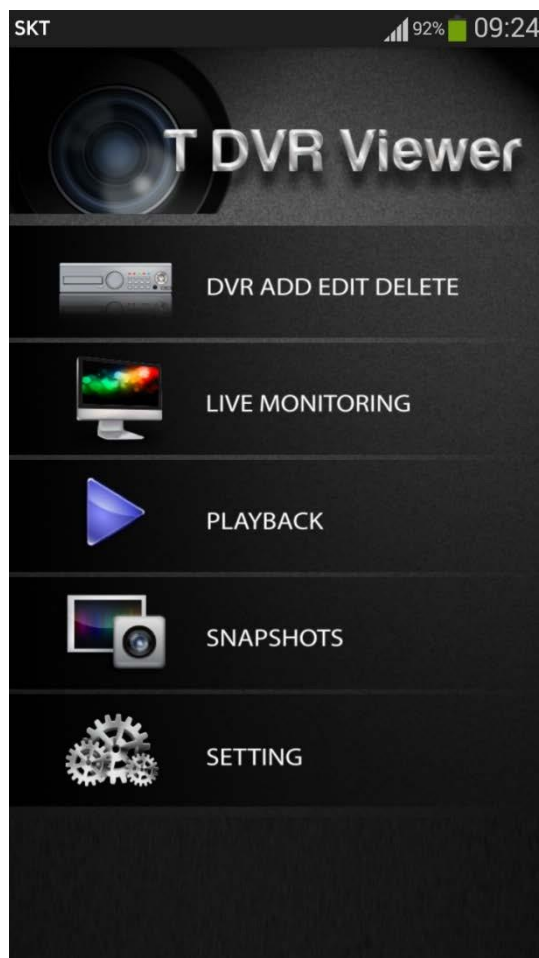 SKT 92% 09:24
T DVR Viewer
DVR ADD EDIT DELETE
LIVE MONITORING
PLAYBACK
SNAPSHOTS
SETTING